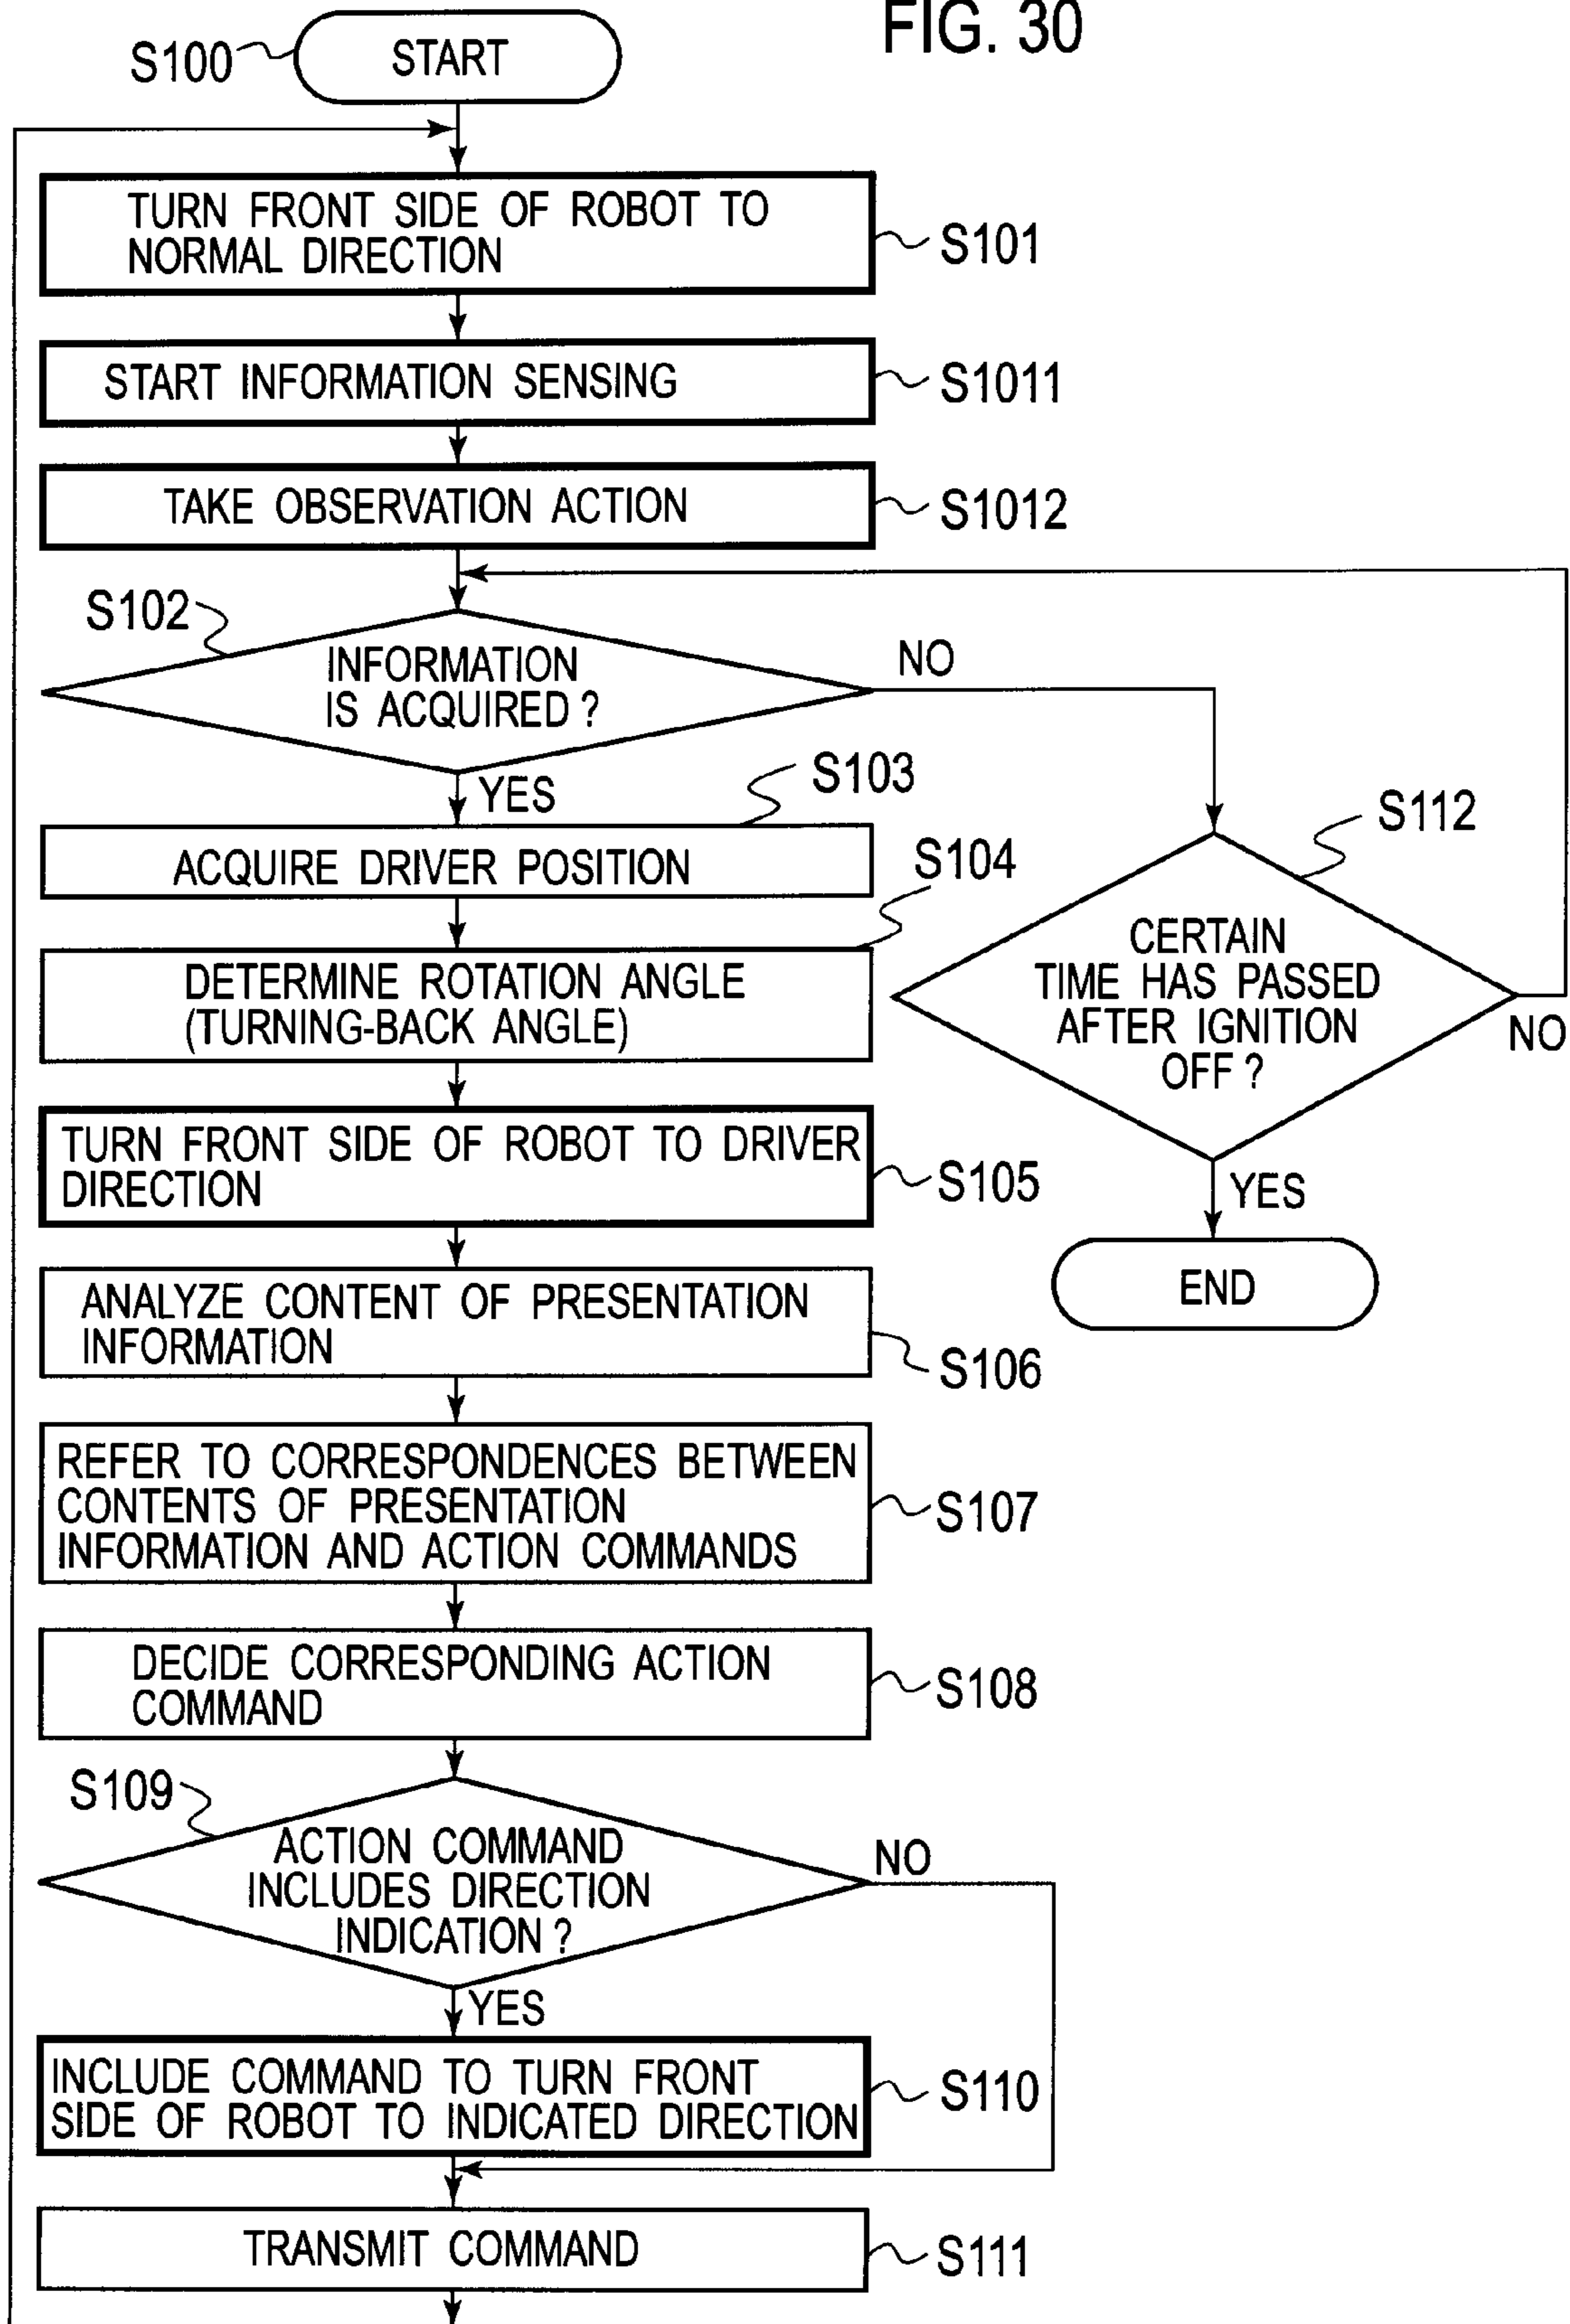 FIG. 30
S100
START
TURN FRONT SIDE OF ROBOT TO
NORMAL DIRECTION
S101
START INFORMATION SENSING
S1011
TAKE OBSERVATION ACTION
S1012
S102
INFORMATION
IS ACQUIRED ?
NO
YES
S103
ACQUIRE DRIVER POSITION
S104
DETERMINE ROTATION ANGLE
(TURNING-BACK ANGLE)
S112
CERTAIN
TIME HAS PASSED
AFTER IGNITION
OFF ?
NO
YES
END
TURN FRONT SIDE OF ROBOT TO DRIVER
DIRECTION
S105
ANALYZE CONTENT OF PRESENTATION
INFORMATION
S106
REFER TO CORRESPONDENCES BETWEEN
CONTENTS OF PRESENTATION
INFORMATION AND ACTION COMMANDS
S107
DECIDE CORRESPONDING ACTION
COMMAND
S108
S109
ACTION COMMAND
INCLUDES DIRECTION
INDICATION ?
NO
YES
INCLUDE COMMAND TO TURN FRONT
SIDE OF ROBOT TO INDICATED DIRECTION
S110
TRANSMIT COMMAND
S111